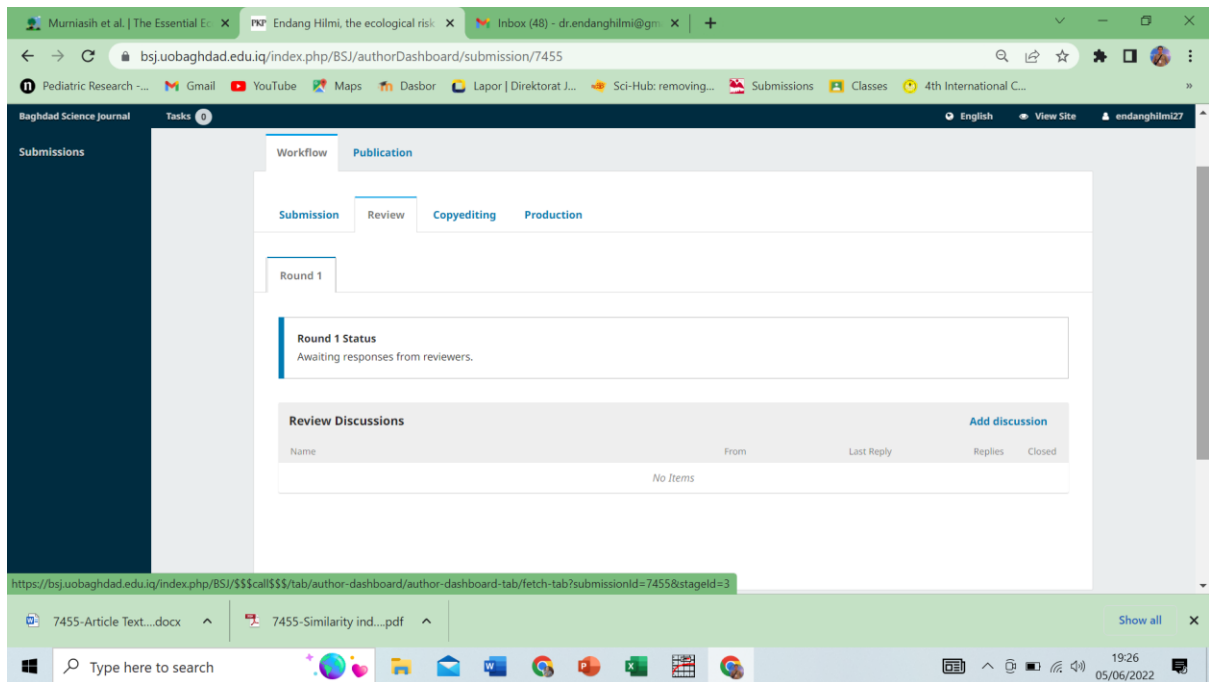 Murniasih et al. | The Essential Ec
PKP Endang Hilmi, the ecological risk
Inbox (48) - dr.endanghilmi@gm
bsj.uobaghdad.edu.iq/index.php/BSJ/authorDashboard/submission/7455
Pediatric Research -... Gmail YouTube Maps Dasbor Lapor | Direktorat J... Sci-Hub: removing... Submissions Classes 4th International C... »
Baghdad Science Journal Tasks 0 English View Site endanghilmi27
Submissions
Workflow Publication
Submission Review Copyediting Production
Round 1
Round 1 Status
Awaiting responses from reviewers.
Review Discussions Add discussion
Name From Last Reply Replies Closed
No Items
https://bsj.uobaghdad.edu.iq/index.php/BSJ/$$$call$$$/tab/author-dashboard/author-dashboard-tab/fetch-tab?submissionId=7455&stageId=3
7455-Article Text....docx 7455-Similarity ind....pdf Show all
Type here to search
19:26
05/06/2022